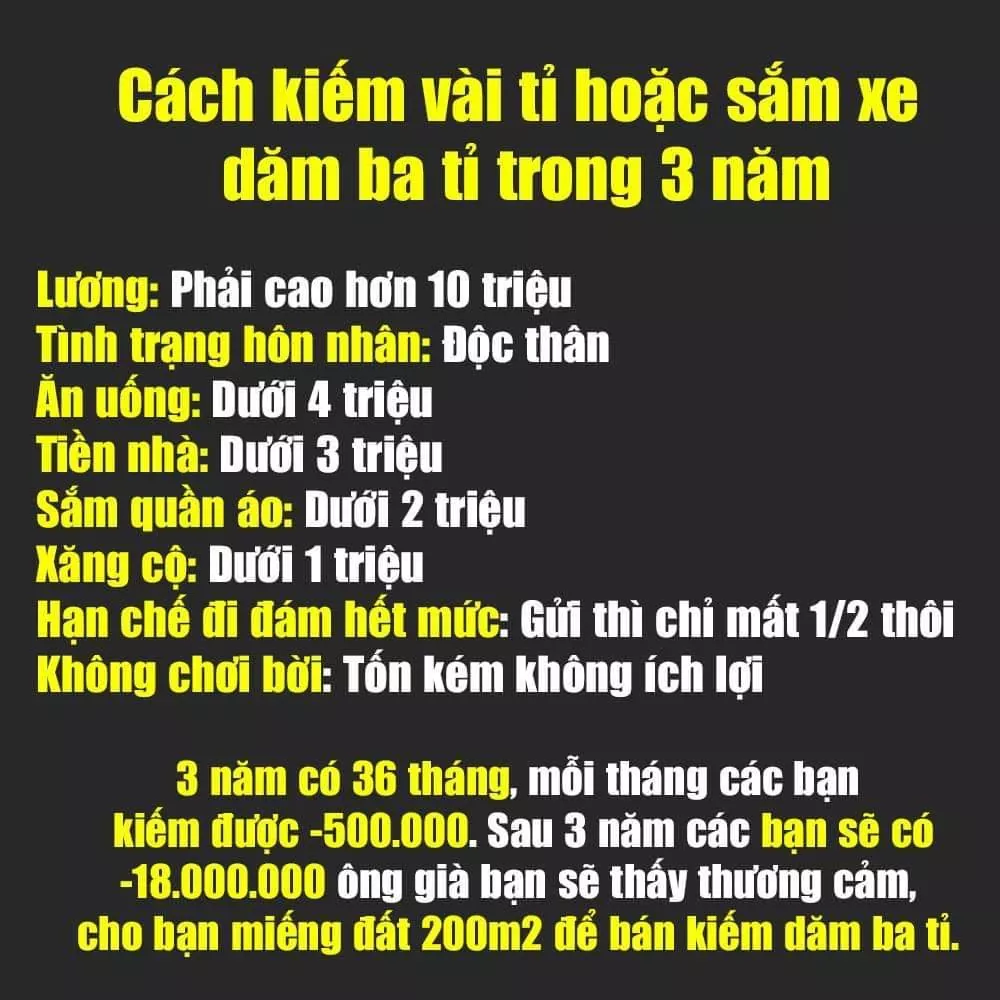 Cách kiếm vài tỉ hoặc sắm xe
dăm ba tỉ trong 3 năm
Lương: Phải cao hơn 10 triệu
Tình trạng hôn nhân: Độc thân
Ăn uống: Dưới 4 triệu
Tiền nhà: Dưới 3 triệu
Sắm quần áo: Dưới 2 triệu
Xăng cộ: Dưới 1 triệu
Hạn chế đi đám hết mức: Gửi thì chỉ mất 1/2 thôi
Không chơi bời: Tốn kém không ích lợi
3 năm có 36 tháng, mỗi tháng các bạn
kiếm được -500.000. Sau 3 năm các bạn sẽ có
-18.000.000 ông già bạn sẽ thấy thương cảm,
cho bạn miếng đất 200m2 để bán kiếm dăm ba tỉ.